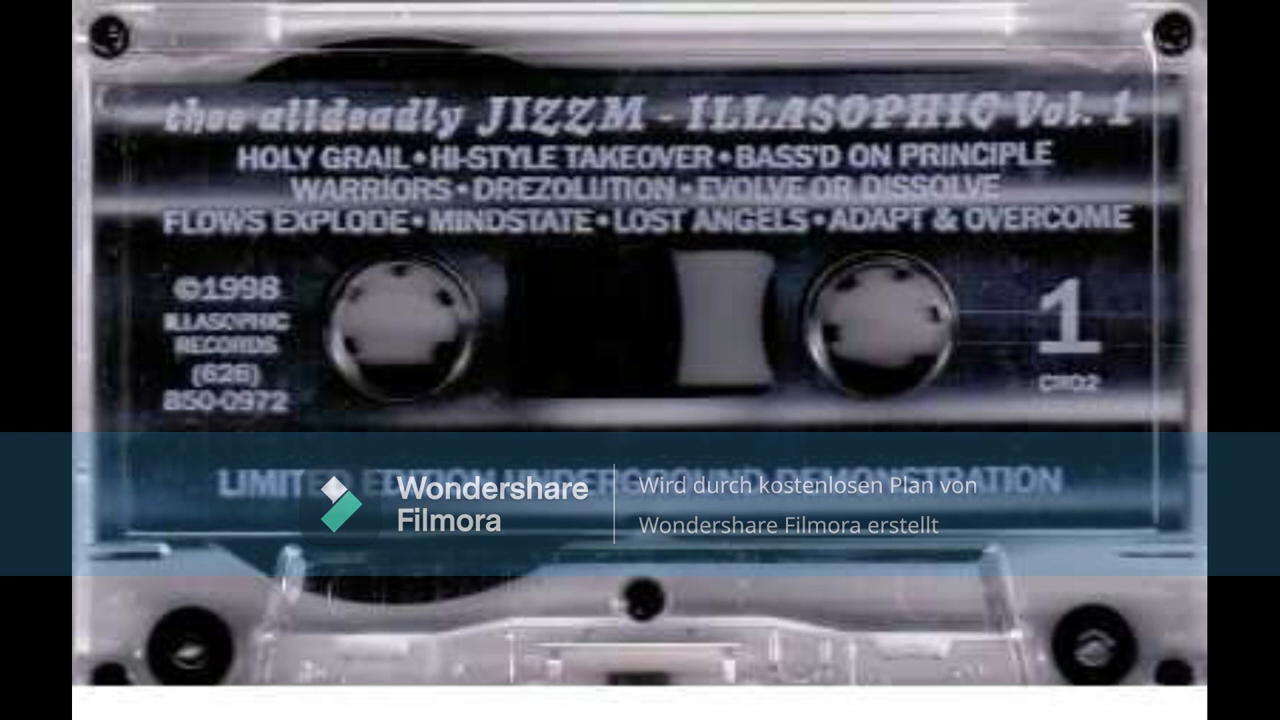 thee alldeadly JIZZM - ILLASOPHIC Vol. 1
HOLY GRAIL • HI-STYLE TAKEOVER • BASS'D ON PRINCIPLE
WARRIORS • DREZOLUTION • EVOLVE OR DISSOLVE
FLOWS EXPLODE • MINDSTATE • LOST ANGELS • ADAPT & OVERCOME
©1998
ILLASOPHIC
RECORDS
(626)
850-0972
1
LIMITED EDITION UNDERGROUND DEMONSTRATION
Wondershare
Filmora
Wird durch kostenlosen Plan von
Wondershare Filmora erstellt